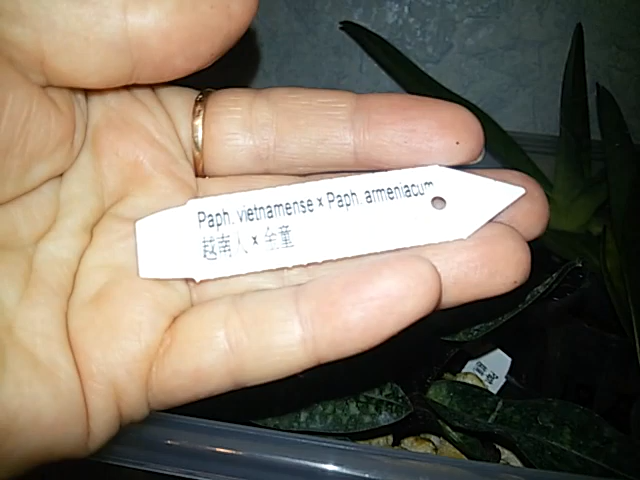 Paph. vietnamense × Paph. armeniacum
越南人 × 金童